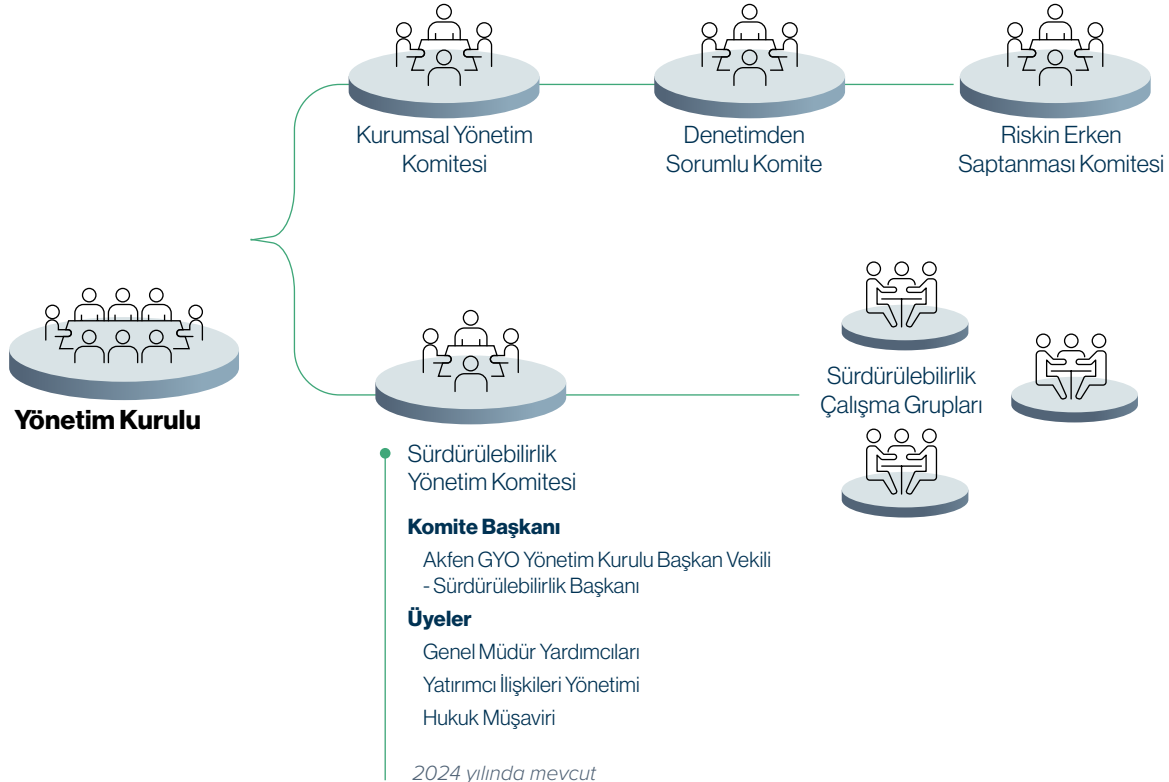 Kurumsal Yönetim
Komitesi
Denetimden
Sorumlu Komite
Riskin Erken
Saptanması Komitesi
Yönetim Kurulu
Sürdürülebilirlik
Çalışma Grupları
Sürdürülebilirlik
Yönetim Komitesi
Komite Başkanı
Akfen GYO Yönetim Kurulu Başkan Vekili
- Sürdürülebilirlik Başkanı
Üyeler
Genel Müdür Yardımcıları
Yatırımcı İlişkileri Yönetimi
Hukuk Müşaviri
2024 yılında mevcut